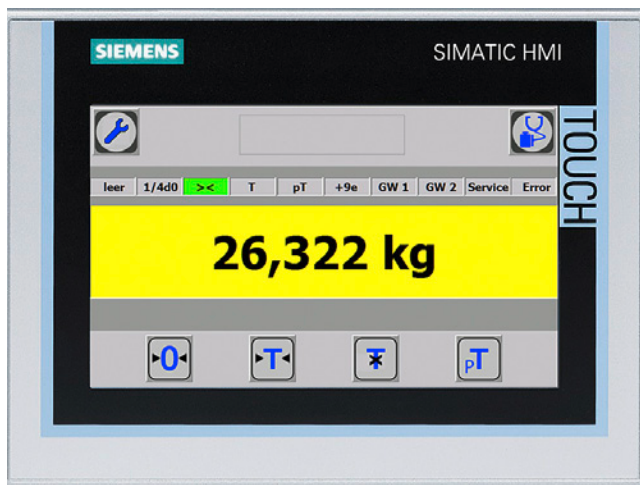 SIEMENS
SIMATIC HMI
TOUCH
leer 1/4d0 >< T pT +9e GW 1 GW 2 Service Error
26,322 kg
0 T T pT